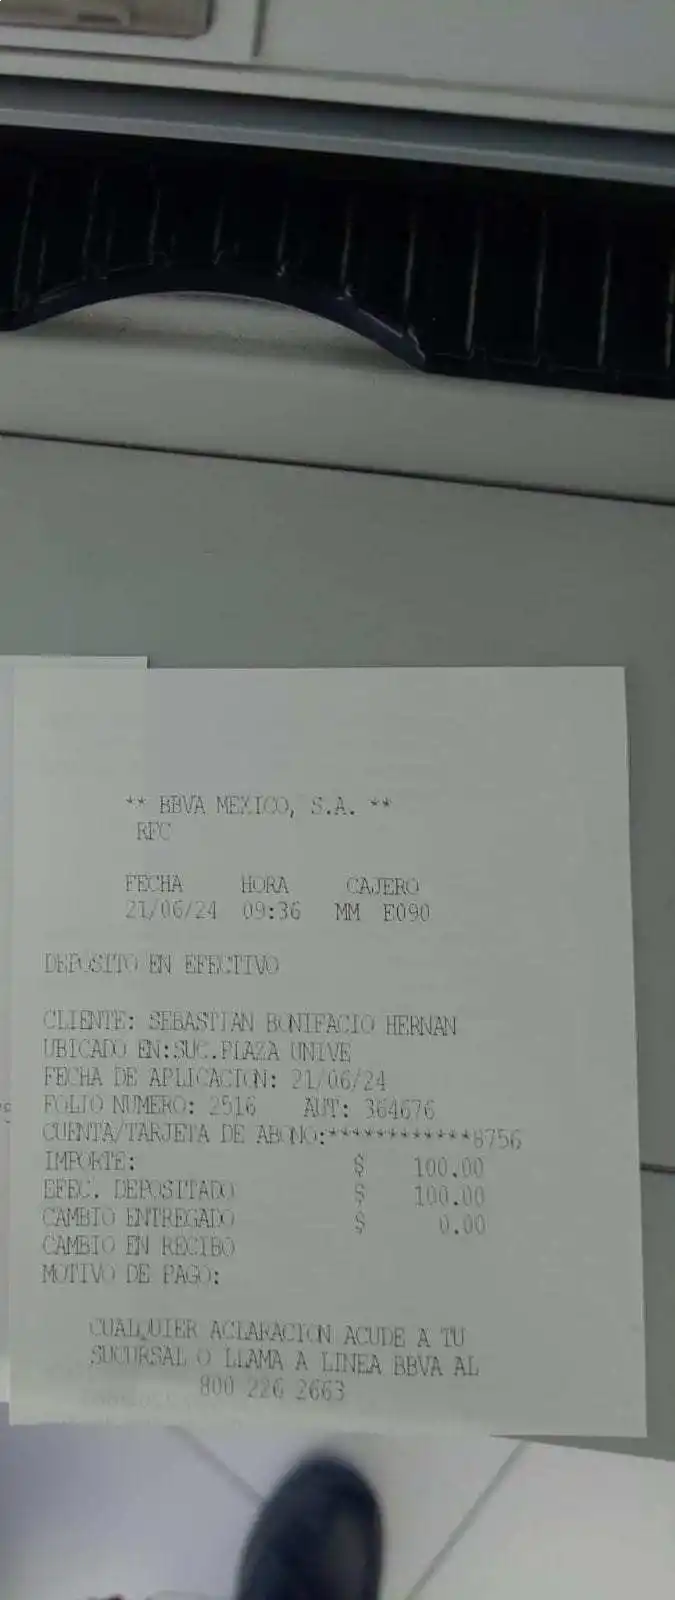 ** BBVA MEXICO, S.A. **
RFC
FECHA HORA CAJERO
21/06/24 09:36 MM E090
DEPOSITO EN EFECTIVO
CLIENTE: SEBASTIAN BONIFACIO HERNAN
UBICADO EN:SUC.PLAZA UNIVE
FECHA DE APLICACION: 21/06/24
FOLIO NUMERO: 2516 AUT: 364676
CUENTA/TARJETA DE ABONO:************8756
IMPORTE: $ 100.00
EFEC. DEPOSITADO $ 100.00
CAMBIO ENTREGADO $ 0.00
CAMBIO EN RECIBO
MOTIVO DE PAGO:
CUALQUIER ACLARACION ACUDE A TU
SUCURSAL O LLAMA A LINEA BBVA AL
800 226 2663